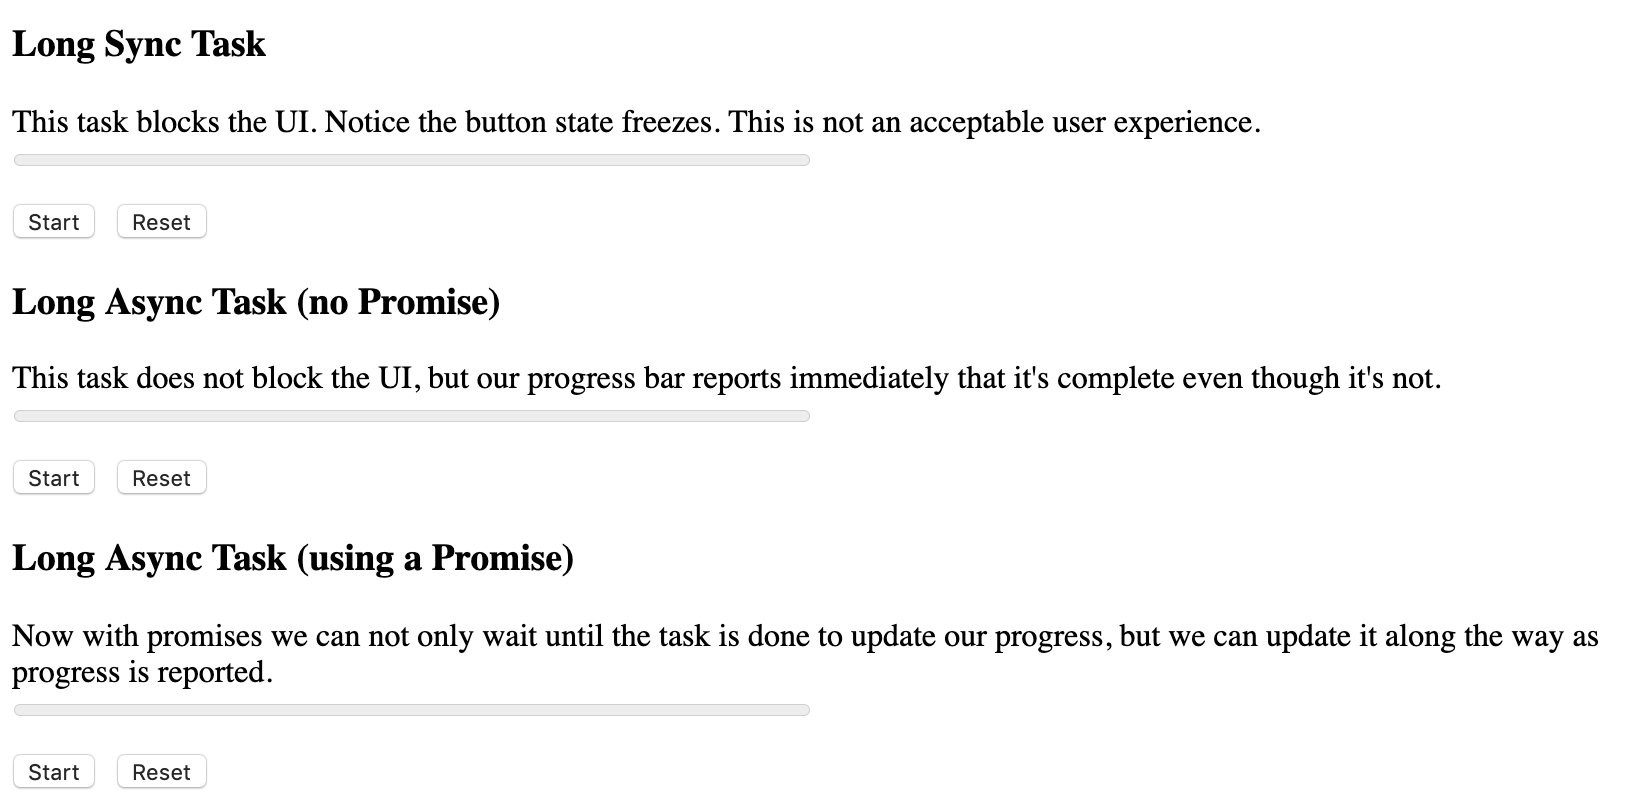 Long Sync Task
This task blocks the UI. Notice the button state freezes. This is not an acceptable user experience.
Start Reset
Long Async Task (no Promise)
This task does not block the UI, but our progress bar reports immediately that it's complete even though it's not.
Start Reset
Long Async Task (using a Promise)
Now with promises we can not only wait until the task is done to update our progress, but we can update it along the way as
progress is reported.
Start Reset